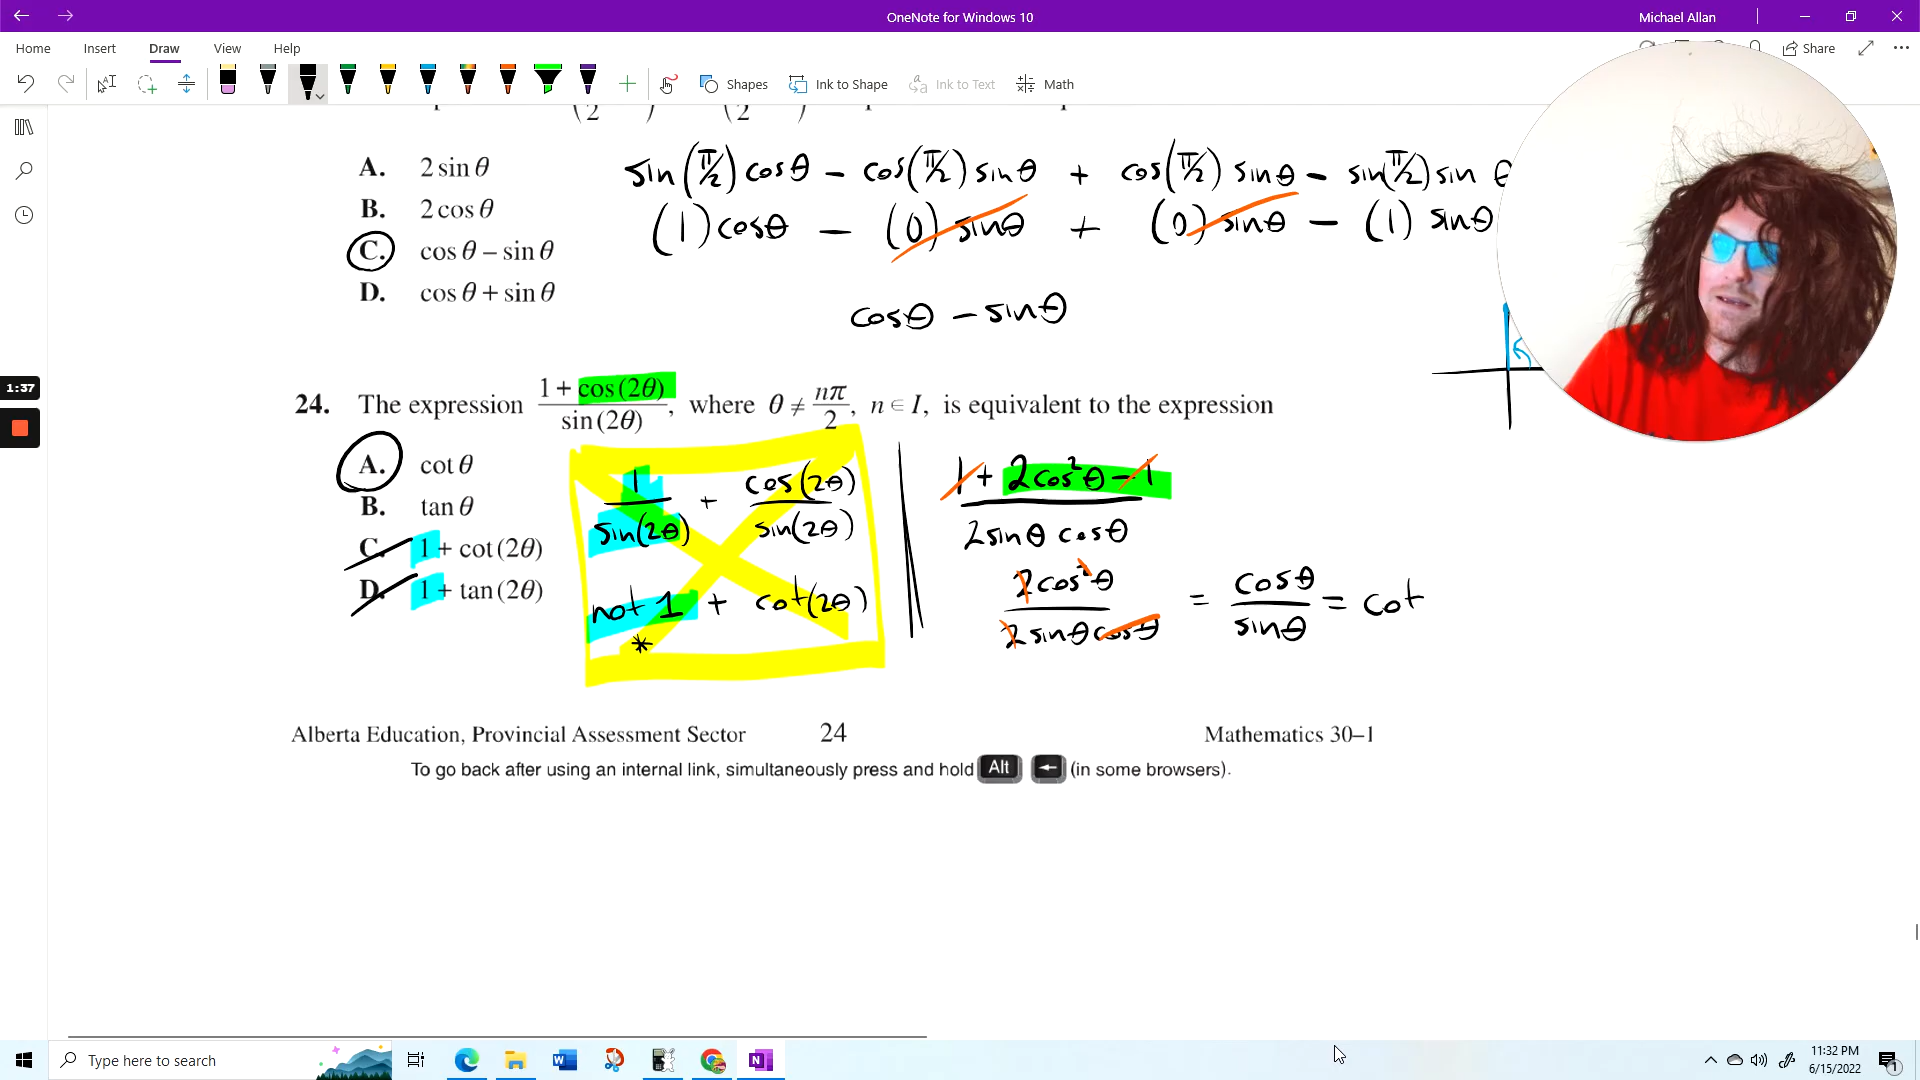 OneNote for Windows 10
Michael Allan
Home Insert Draw View Help
Share
Shapes Ink to Shape Ink to Text Math
(2 ) (2 )
A. 2 sin θ
B. 2 cos θ
C. cos θ – sin θ
D. cos θ + sin θ
sin(π/2) cosθ – cos(π/2) sinθ + cos(π/2) sinθ – sin(π/2) sin θ
(1) cosθ – (0) sinθ + (0) sinθ – (1) sinθ
cosθ – sinθ
1:37
24. The expression (1 + cos (2θ))/(sin (2θ)), where θ ≠ nπ/2, n ∈ I, is equivalent to the expression
A. cot θ
B. tan θ
C. 1 + cot (2θ)
D. 1 + tan (2θ)
1/sin(2θ) + cos(2θ)/sin(2θ)
not 1 + cot(2θ)
*
(1 + 2cos²θ – 1)/(2sinθ cosθ)
2cos²θ/(2sinθcosθ) = cosθ/sinθ = cot
Alberta Education, Provincial Assessment Sector 24 Mathematics 30–1
To go back after using an internal link, simultaneously press and hold Alt ← (in some browsers).
Type here to search
11:32 PM
6/15/2022
1